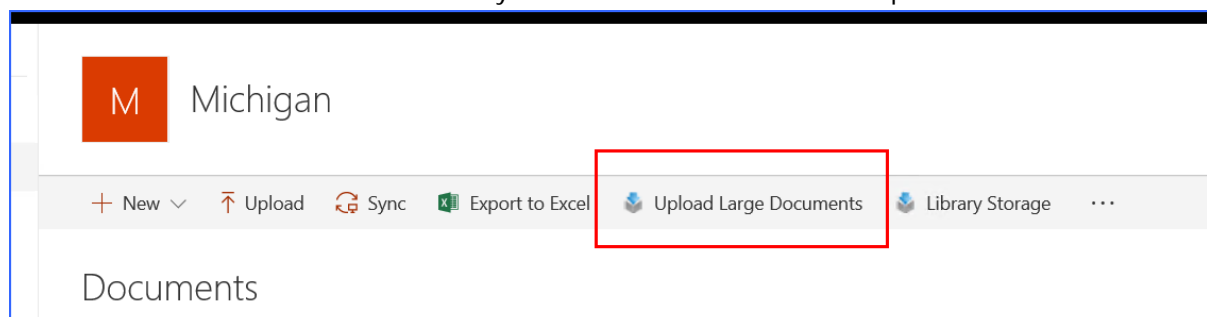 M Michigan
New Upload Sync Export to Excel Upload Large Documents Library Storage ...
Documents